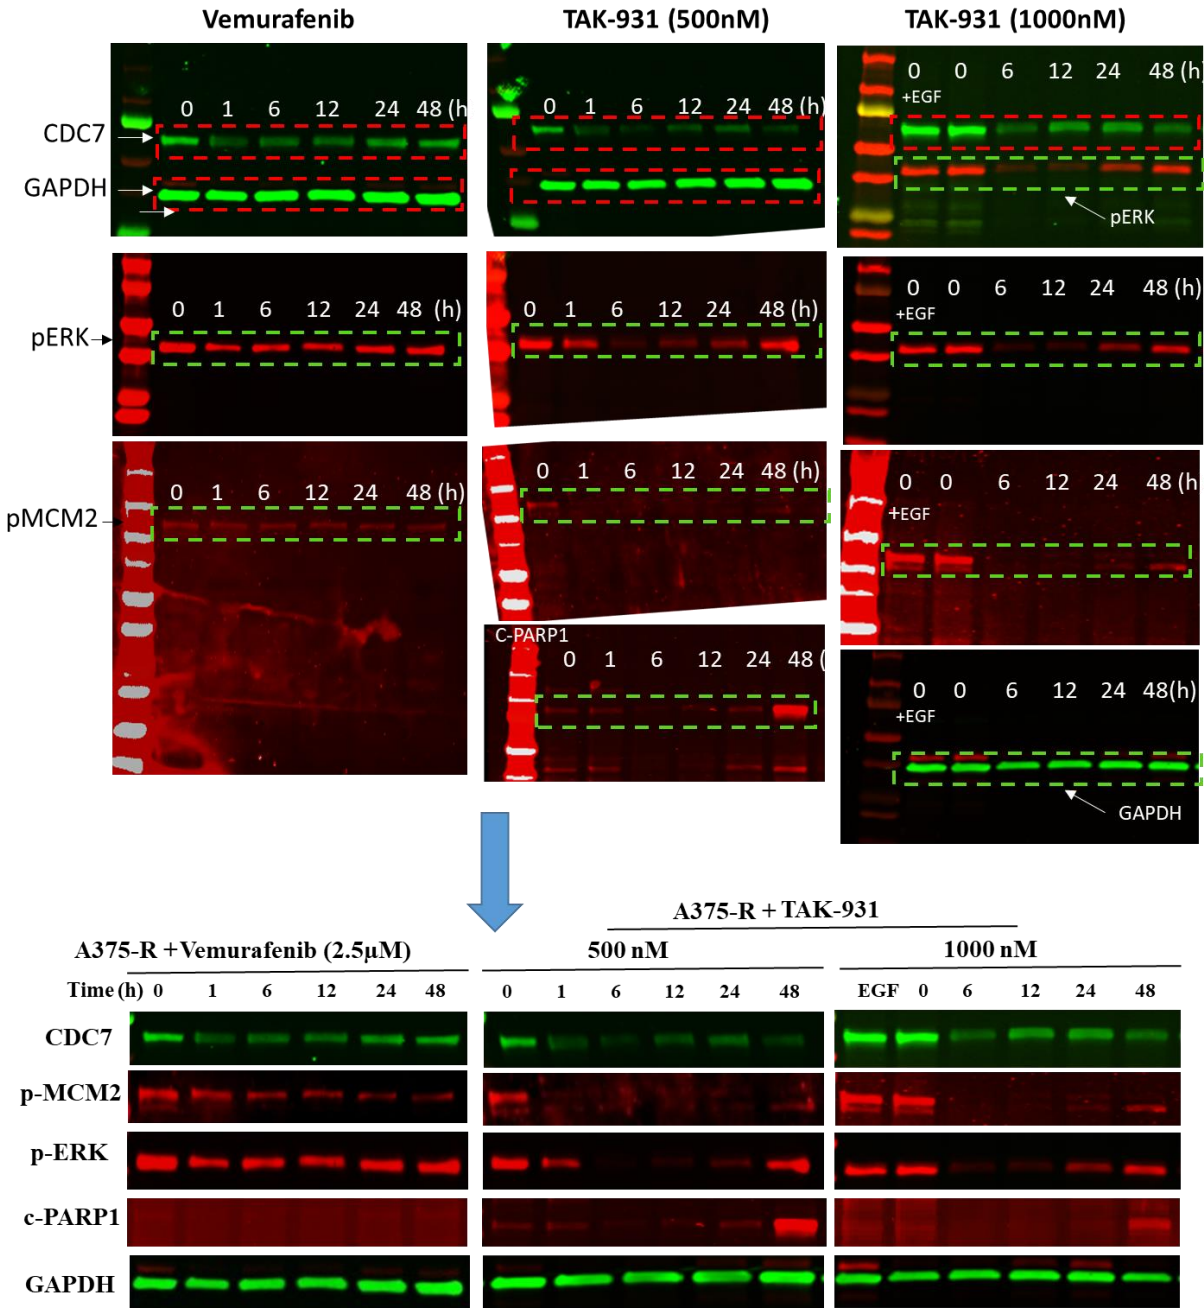 Vemurafenib
TAK-931 (500nM)
TAK-931 (1000nM)
0 1 6 12 24 48 (h)
CDC7
GAPDH
0 1 6 12 24 48 (h)
0 0 6 12 24 48 (h)
+EGF
pERK
0 1 6 12 24 48 (h)
pERK
0 1 6 12 24 48 (h)
0 0 6 12 24 48 (h)
+EGF
0 1 6 12 24 48 (h)
pMCM2
0 1 6 12 24 48 (h)
0 0 6 12 24 48 (h)
+EGF
C-PARP1
0 1 6 12 24 48 (
0 0 6 12 24 48(h)
+EGF
GAPDH
A375-R + TAK-931
A375-R + Vemurafenib (2.5µM)
500 nM
1000 nM
Time (h) 0 1 6 12 24 48
0 1 6 12 24 48
EGF 0 6 12 24 48
CDC7
p-MCM2
p-ERK
c-PARP1
GAPDH